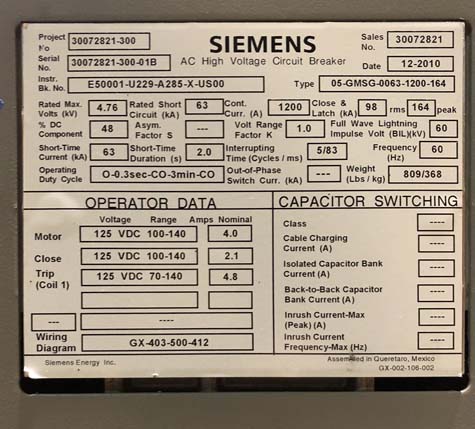 Project No 30072821-300 SIEMENS Sales No. 30072821
Serial No. 30072821-300-01B AC High Voltage Circuit Breaker Date 12-2010
Instr. Bk. No. E50001-U229-A285-X-US00 Type 05-GMSG-0063-1200-164
Rated Max. Volts (kV) 4.76 Rated Short Circuit (kA) 63 Cont. Curr. (A) 1200 Close & Latch (kA) 98 rms 164 peak
% DC Component 48 Asym. Factor S --- Volt Range Factor K 1.0 Full Wave Lightning Impulse Volt (BIL)(kV) 60
Short-Time Current (kA) 63 Short-Time Duration (s) 2.0 Interrupting Time (Cycles / ms) 5/83 Frequency (Hz) 60
Operating Duty Cycle O-0.3sec-CO-3min-CO Out-of-Phase Switch Curr. (kA) ---- Weight (Lbs / kg) 809/368
OPERATOR DATA
Voltage Range Amps Nominal
Motor 125 VDC 100-140 4.0
Close 125 VDC 100-140 2.1
Trip (Coil 1) 125 VDC 70-140 4.8
--- ----
Wiring Diagram GX-403-500-412
Siemens Energy Inc.
CAPACITOR SWITCHING
Class ----
Cable Charging Current (A) ----
Isolated Capacitor Bank Current (A) ----
Back-to-Back Capacitor Bank Current (A) ----
Inrush Current-Max (Peak) (A) ----
Inrush Current Frequency-Max (Hz) ----
Assembled in Queretaro, Mexico
GX-002-106-002